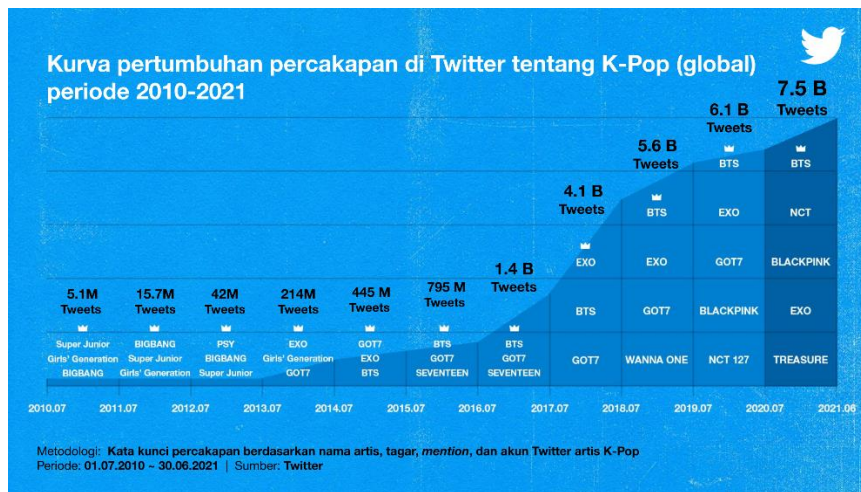 Kurva pertumbuhan percakapan di Twitter tentang K-Pop (global)
periode 2010-2021
5.1M
Tweets
Super Junior
Girls' Generation
BIGBANG
15.7M
Tweets
BIGBANG
Super Junior
Girls' Generation
42M
Tweets
PSY
BIGBANG
Super Junior
214M
Tweets
EXO
Girls' Generation
GOT7
445 M
Tweets
GOT7
EXO
BTS
795 M
Tweets
BTS
GOT7
SEVENTEEN
1.4 B
Tweets
BTS
GOT7
SEVENTEEN
4.1 B
Tweets
EXO
BTS
GOT7
5.6 B
Tweets
BTS
EXO
GOT7
WANNA ONE
6.1 B
Tweets
BTS
EXO
GOT7
BLACKPINK
NCT 127
7.5 B
Tweets
BTS
NCT
BLACKPINK
EXO
TREASURE
2010.07 2011.07 2012.07 2013.07 2014.07 2015.07 2016.07 2017.07 2018.07 2019.07 2020.07 2021.06
Metodologi: Kata kunci percakapan berdasarkan nama artis, tagar, mention, dan akun Twitter artis K-Pop
Periode: 01.07.2010 ~ 30.06.2021 | Sumber: Twitter